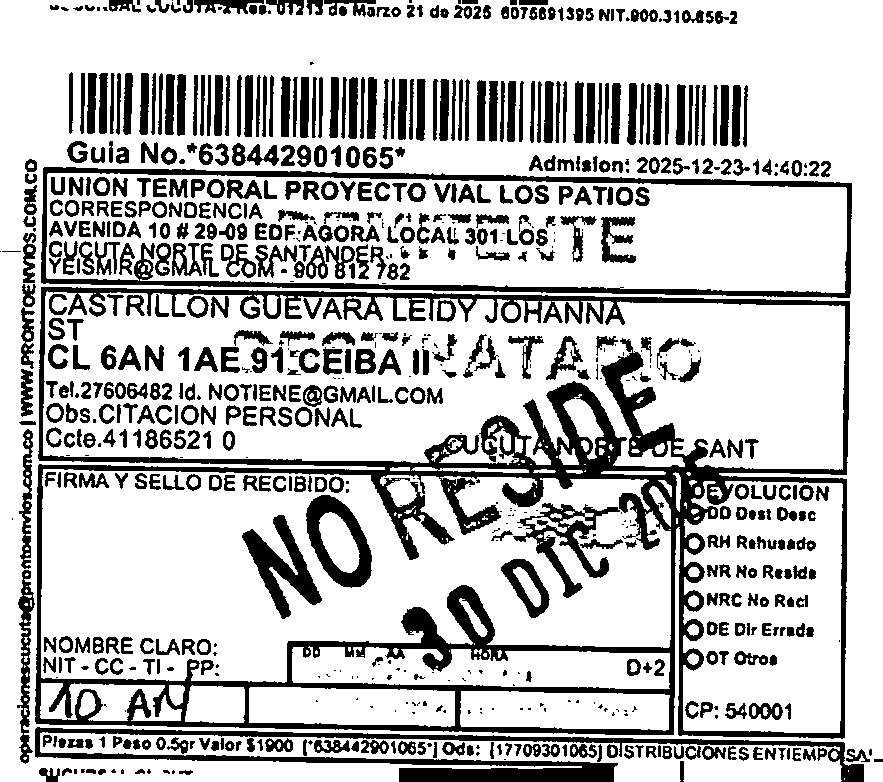 Res. 01213 de Marzo 21 de 2025 6075891395 NIT.900.310.856-2
Guia No.*638442901065*
Admision: 2025-12-23-14:40:22
UNION TEMPORAL PROYECTO VIAL LOS PATIOS
CORRESPONDENCIA
AVENIDA 10 # 29-09 EDF AGORA LOCAL 301 LOS
CUCUTA NORTE DE SANTANDER
YEISMIR@GMAIL COM - 900 812 782
CASTRILLON GUEVARA LEIDY JOHANNA
ST
DESTINATARIO
CL 6AN 1AE 91 CEIBA II
Tel.27606482 Id. NOTIENE@GMAIL.COM
Obs.CITACION PERSONAL
Ccte.41186521 0
CUCUTA NORTE DE SANT
NO RESIDE
30 DIC 2025
FIRMA Y SELLO DE RECIBIDO:
DEVOLUCION
DD Dest Desc
RH Rehusado
NR No Reside
NRC No Recl
DE Dir Errada
OT Otros
CP: 540001
NOMBRE CLARO:
NIT - CC - TI - PP:
DD MM AA HORA
D+2
10 AM
Piezas 1 Peso 0.5gr Valor $1900 [*638442901065*] Ods: [17709301065] DISTRIBUCIONES ENTIEMPO SA
operacionescucuta@prontoenvios.com.co | WWW.PRONTOENVIOS.COM.CO